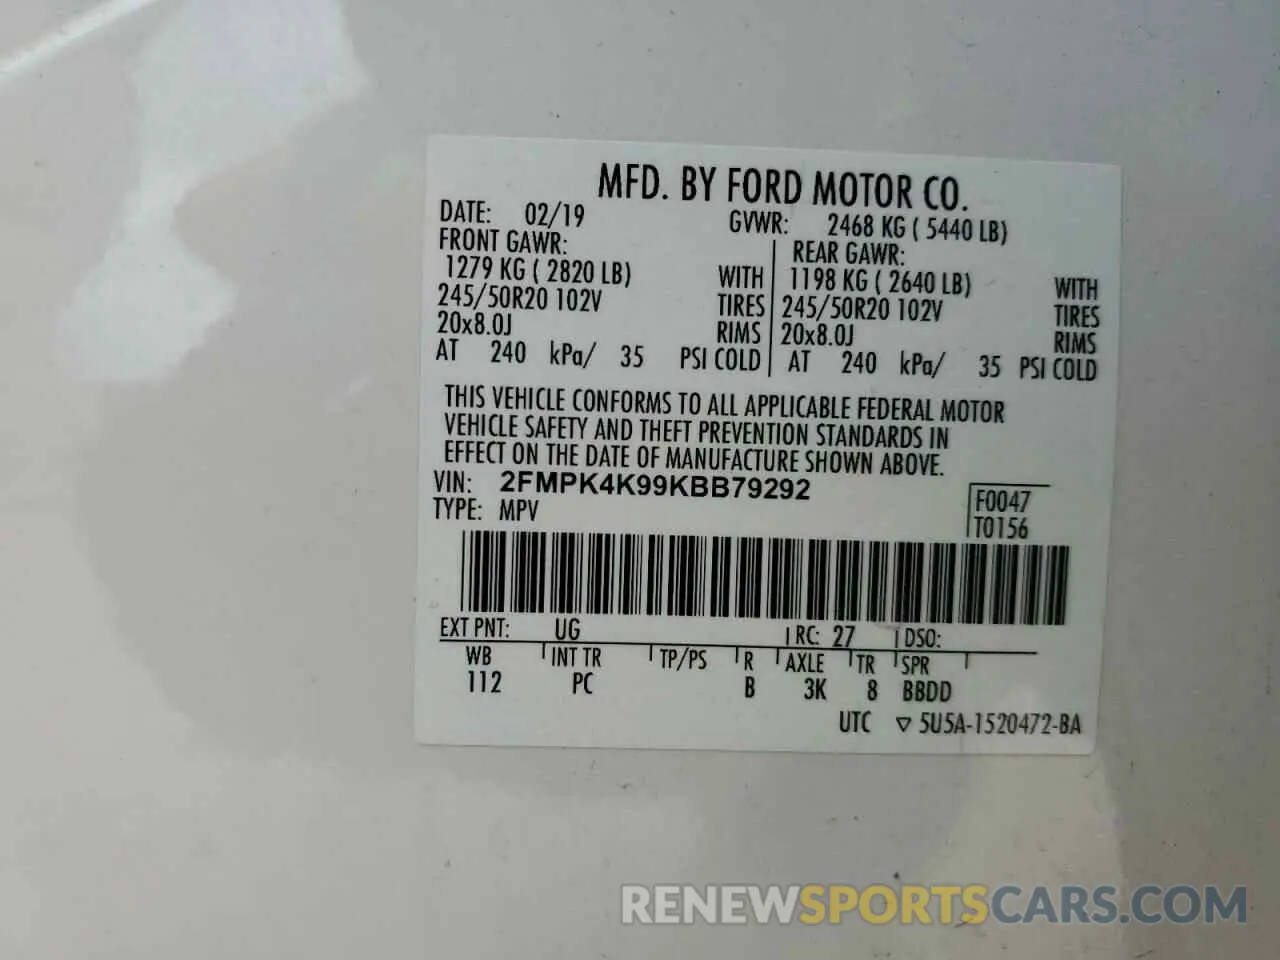 MFD. BY FORD MOTOR CO.
DATE: 02/19 GVWR: 2468 KG ( 5440 LB)
FRONT GAWR: REAR GAWR:
1279 KG ( 2820 LB) WITH 1198 KG ( 2640 LB) WITH
245/50R20 102V TIRES 245/50R20 102V TIRES
20x8.0J RIMS 20x8.0J RIMS
AT 240 kPa/ 35 PSI COLD AT 240 kPa/ 35 PSI COLD
THIS VEHICLE CONFORMS TO ALL APPLICABLE FEDERAL MOTOR
VEHICLE SAFETY AND THEFT PREVENTION STANDARDS IN
EFFECT ON THE DATE OF MANUFACTURE SHOWN ABOVE.
VIN: 2FMPK4K99KBB79292 F0047
TYPE: MPV T0156
EXT PNT: UG RC: 27 DSO:
WB INT TR TP/PS R AXLE TR SPR
112 PC B 3K 8 BBDD
UTC ▽ 5U5A-1520472-BA
RENEWSPORTSCARS.COM